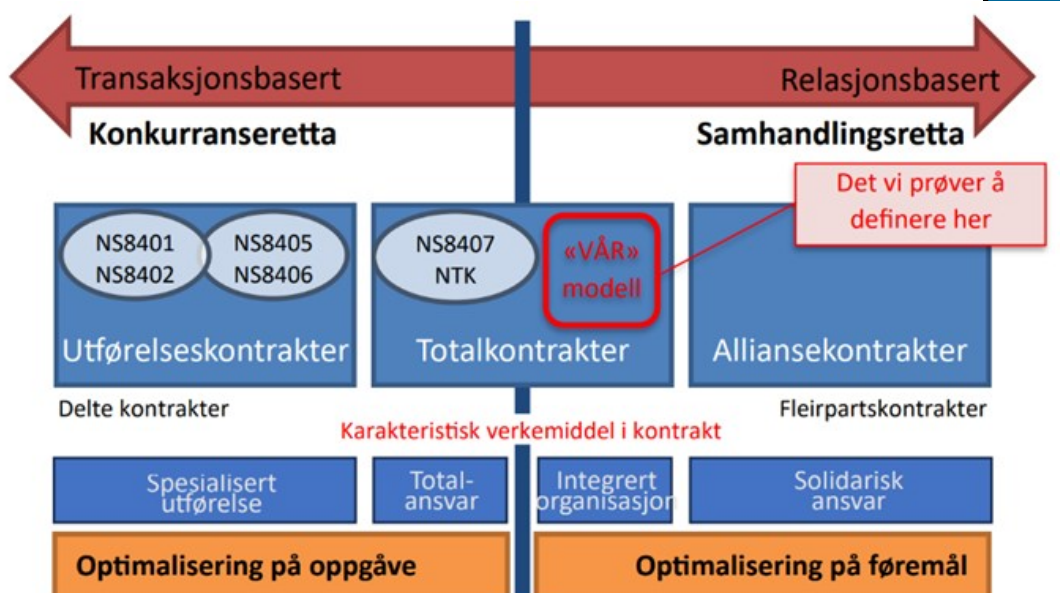 Transaksjonsbasert
Relasjonsbasert
Konkurranseretta
Samhandlingsretta
Det vi prøver å
definere her
NS8401
NS8402
NS8405
NS8406
NS8407
NTK
«VÅR»
modell
Utførelseskontrakter
Totalkontrakter
Alliansekontrakter
Delte kontrakter
Fleirpartskontrakter
Karakteristisk verkemiddel i kontrakt
Spesialisert
utførelse
Total-
ansvar
Integrert
organisasjon
Solidarisk
ansvar
Optimalisering på oppgåve
Optimalisering på føremål